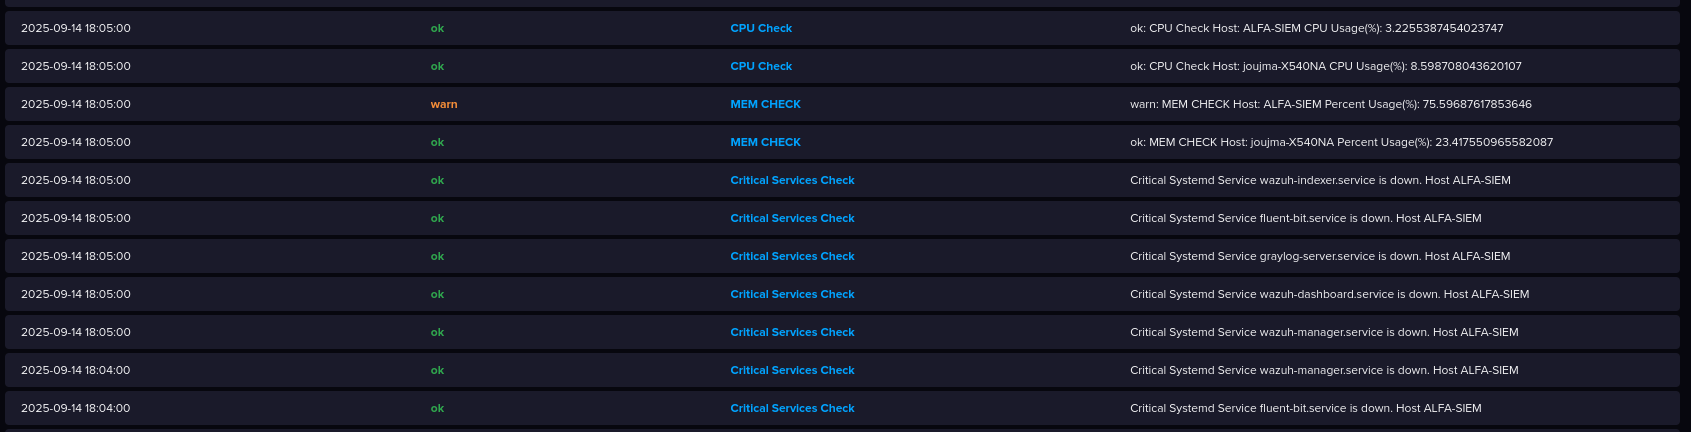 2025-09-14 18:05:00 ok CPU Check ok: CPU Check Host: ALFA-SIEM CPU Usage(%): 3.2255387454023747
2025-09-14 18:05:00 ok CPU Check ok: CPU Check Host: joujma-X540NA CPU Usage(%): 8.598708043620107
2025-09-14 18:05:00 warn MEM CHECK warn: MEM CHECK Host: ALFA-SIEM Percent Usage(%): 75.59687617853646
2025-09-14 18:05:00 ok MEM CHECK ok: MEM CHECK Host: joujma-X540NA Percent Usage(%): 23.417550965582087
2025-09-14 18:05:00 ok Critical Services Check Critical Systemd Service wazuh-indexer.service is down. Host ALFA-SIEM
2025-09-14 18:05:00 ok Critical Services Check Critical Systemd Service fluent-bit.service is down. Host ALFA-SIEM
2025-09-14 18:05:00 ok Critical Services Check Critical Systemd Service graylog-server.service is down. Host ALFA-SIEM
2025-09-14 18:05:00 ok Critical Services Check Critical Systemd Service wazuh-dashboard.service is down. Host ALFA-SIEM
2025-09-14 18:05:00 ok Critical Services Check Critical Systemd Service wazuh-manager.service is down. Host ALFA-SIEM
2025-09-14 18:04:00 ok Critical Services Check Critical Systemd Service wazuh-manager.service is down. Host ALFA-SIEM
2025-09-14 18:04:00 ok Critical Services Check Critical Systemd Service fluent-bit.service is down. Host ALFA-SIEM